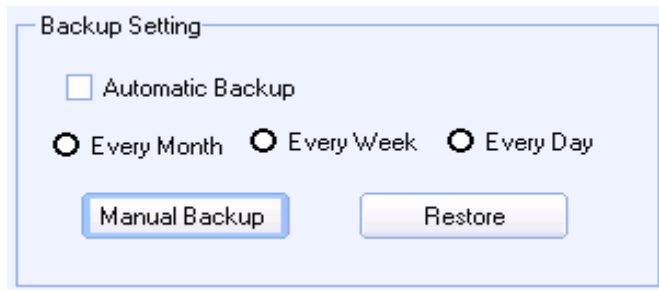 Backup Setting
Automatic Backup
Every Month Every Week Every Day
Manual Backup Restore